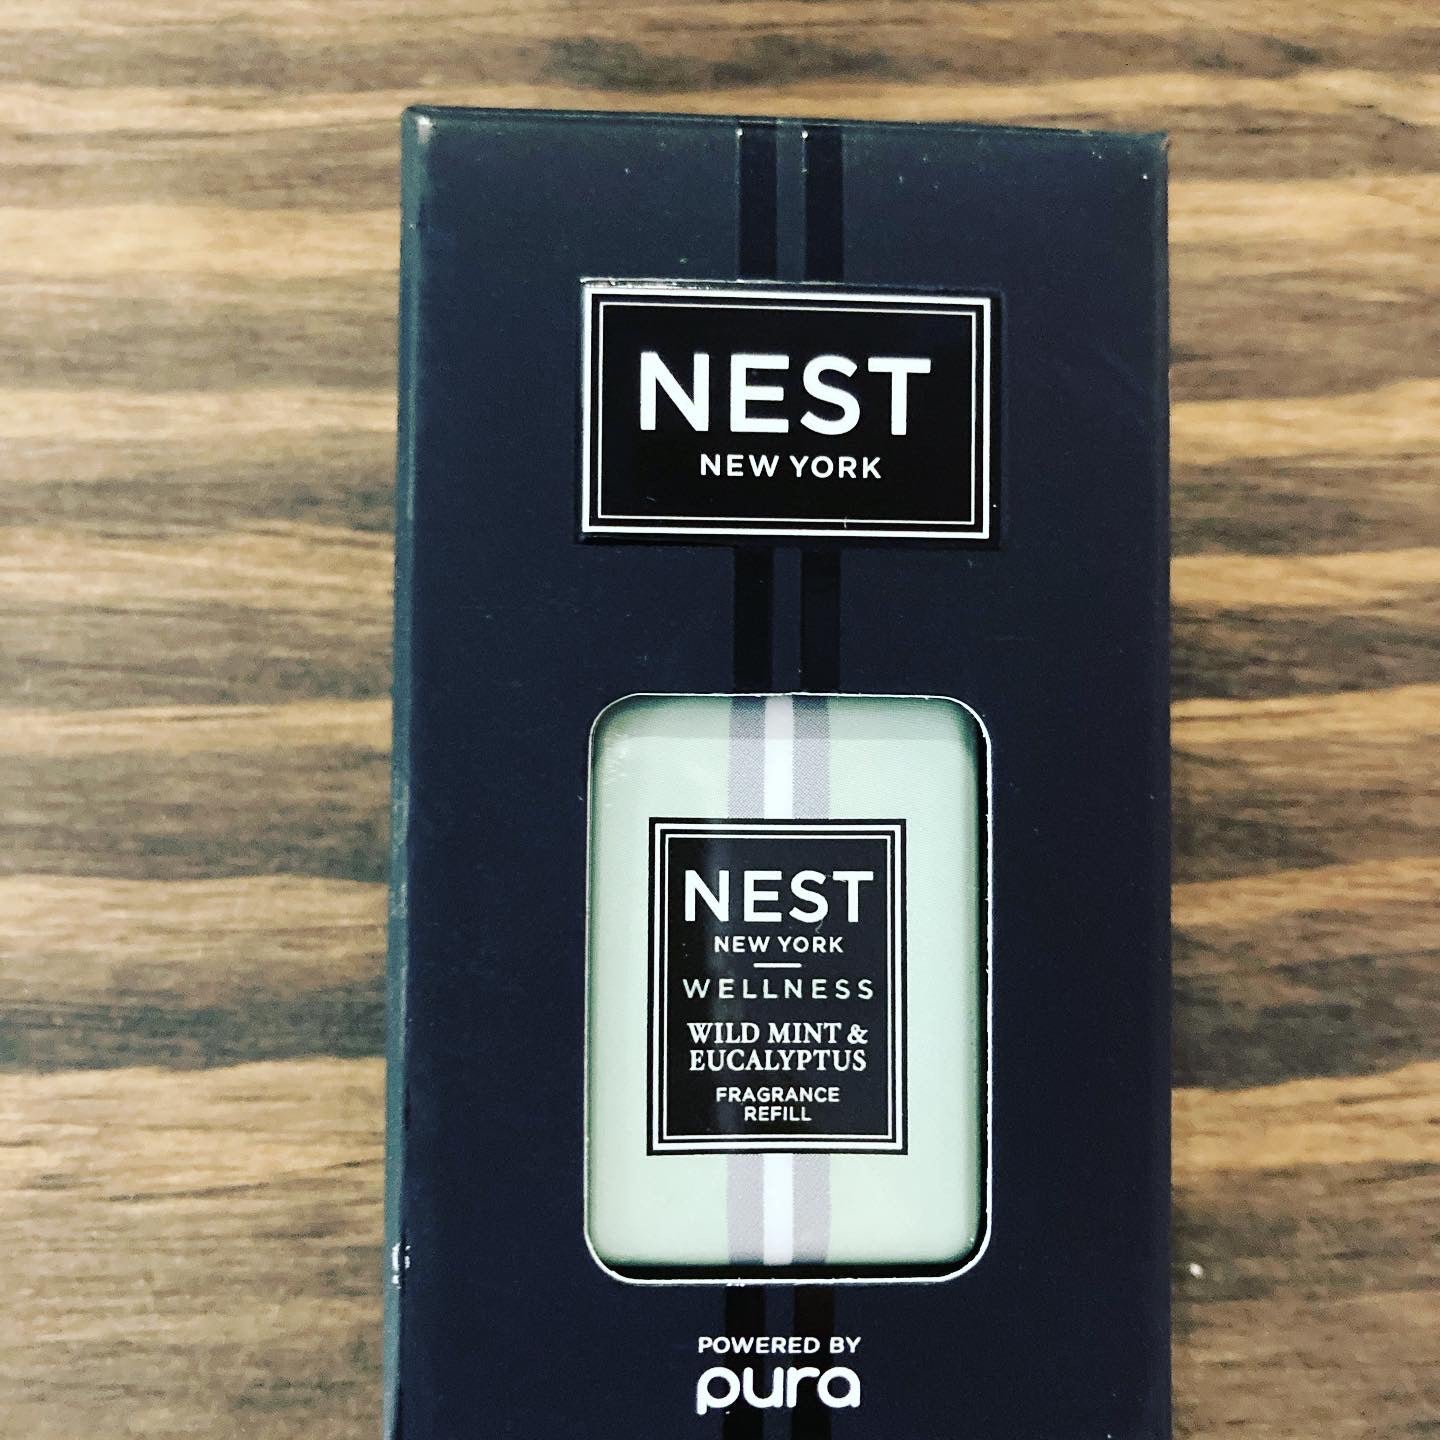 NEST
NEW YORK
NEST
NEW YORK
WELLNESS
WILD MINT &
EUCALYPTUS
FRAGRANCE
REFILL
POWERED BY
pura